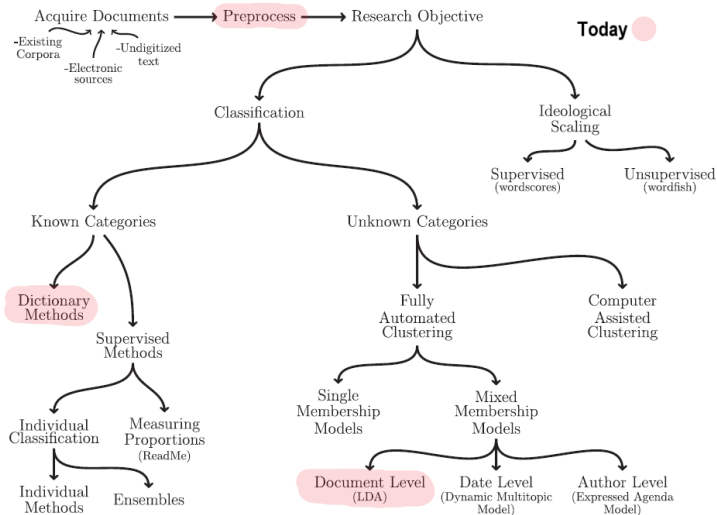 Acquire Documents
Preprocess
Research Objective
Today
-Existing
Corpora
-Electronic
sources
-Undigitized
text
Classification
Ideological
Scaling
Supervised
(wordscores)
Unsupervised
(wordfish)
Known Categories
Unknown Categories
Dictionary
Methods
Supervised
Methods
Fully
Automated
Clustering
Computer
Assisted
Clustering
Individual
Classification
Measuring
Proportions
(ReadMe)
Single
Membership
Models
Mixed
Membership
Models
Individual
Methods
Ensembles
Document Level
(LDA)
Date Level
(Dynamic Multitopic
Model)
Author Level
(Expressed Agenda
Model)